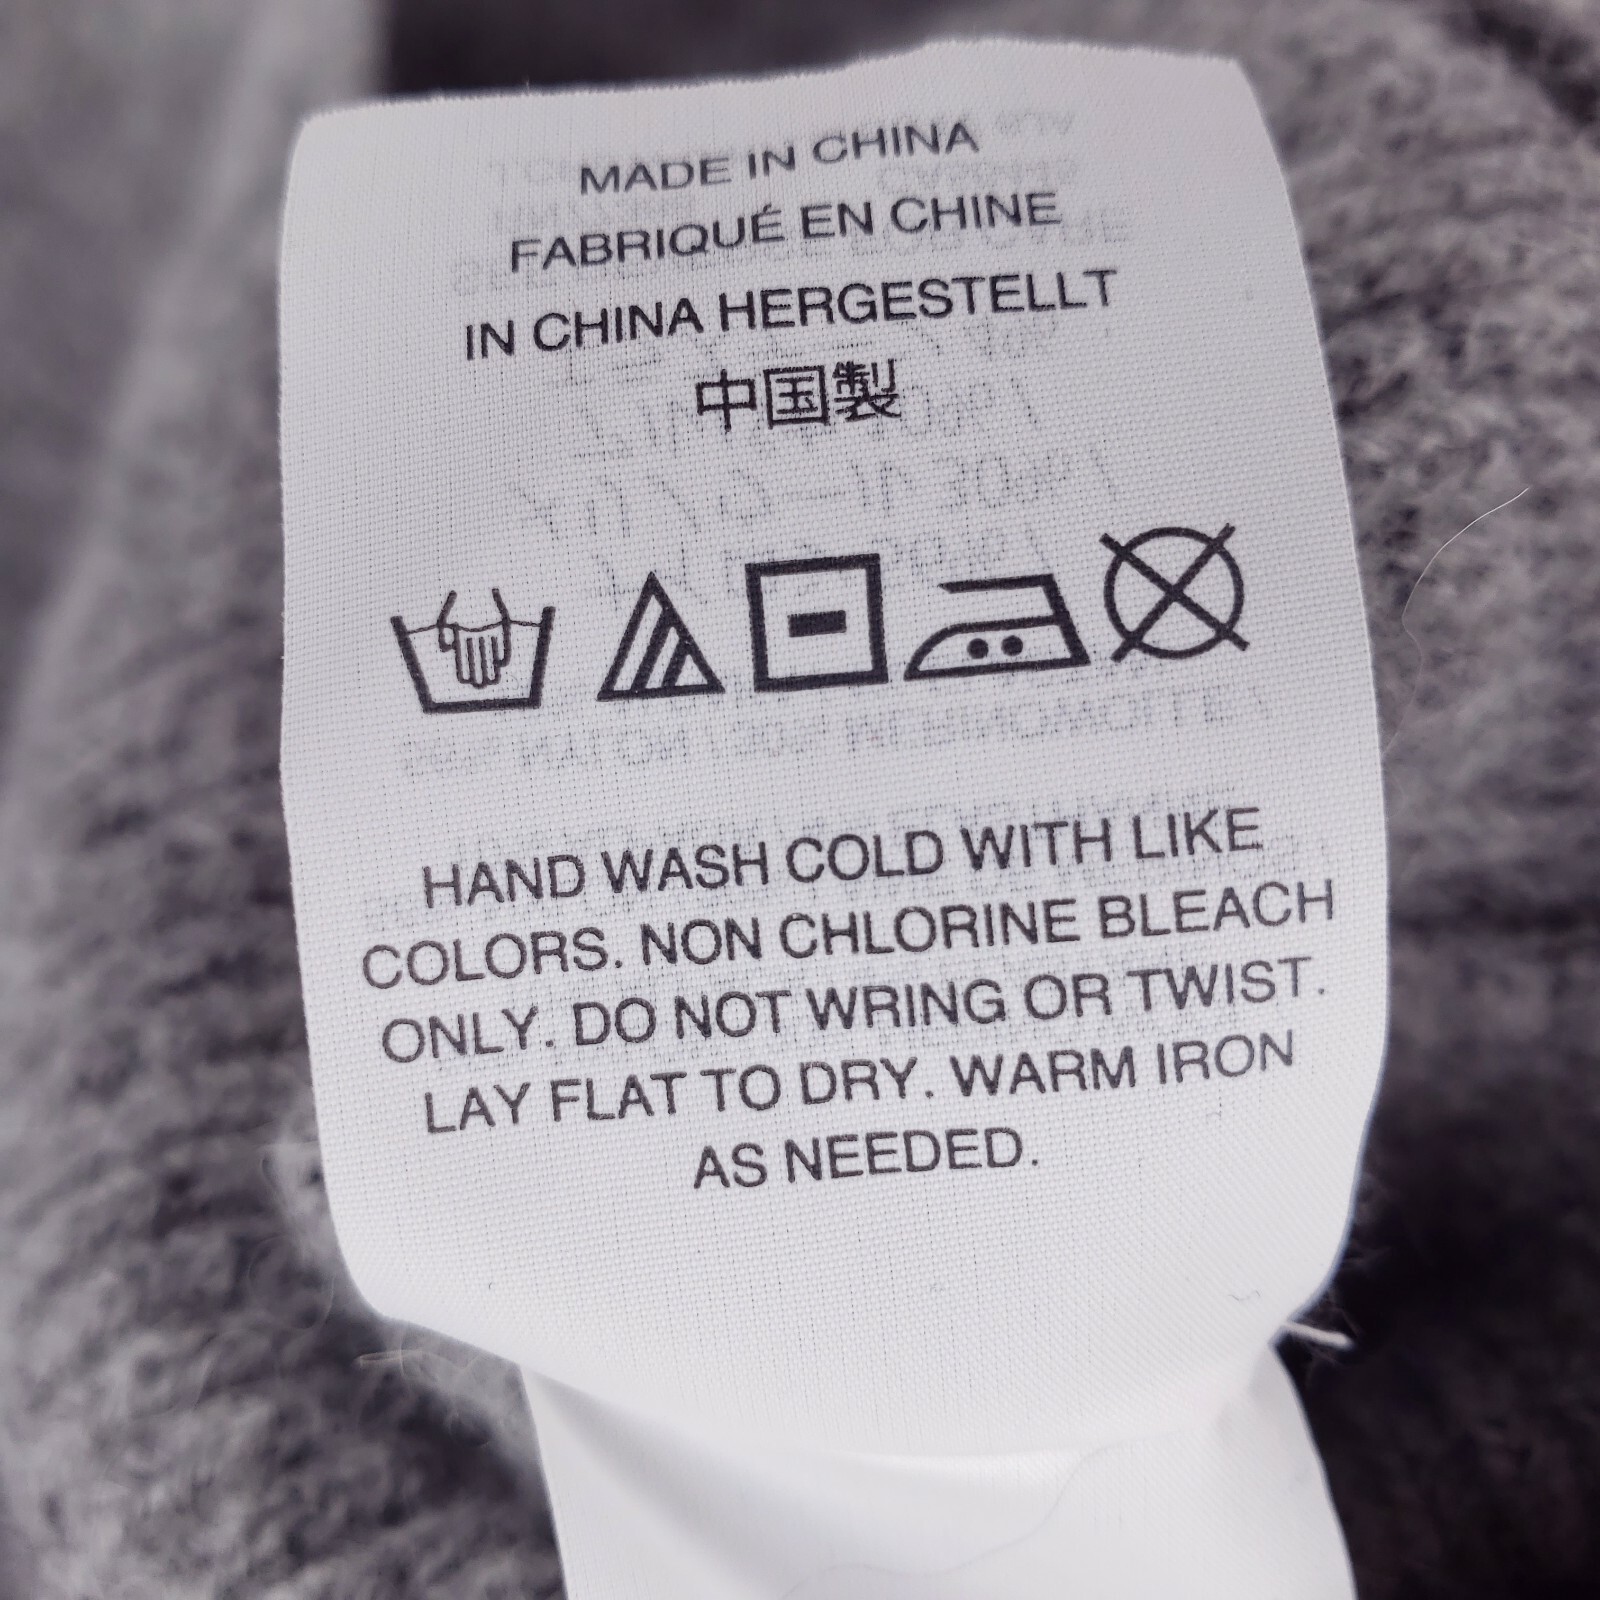 MADE IN CHINA
FABRIQUÉ EN CHINE
IN CHINA HERGESTELLT
中国製
HAND WASH COLD WITH LIKE
COLORS. NON CHLORINE BLEACH
ONLY. DO NOT WRING OR TWIST.
LAY FLAT TO DRY. WARM IRON
AS NEEDED.